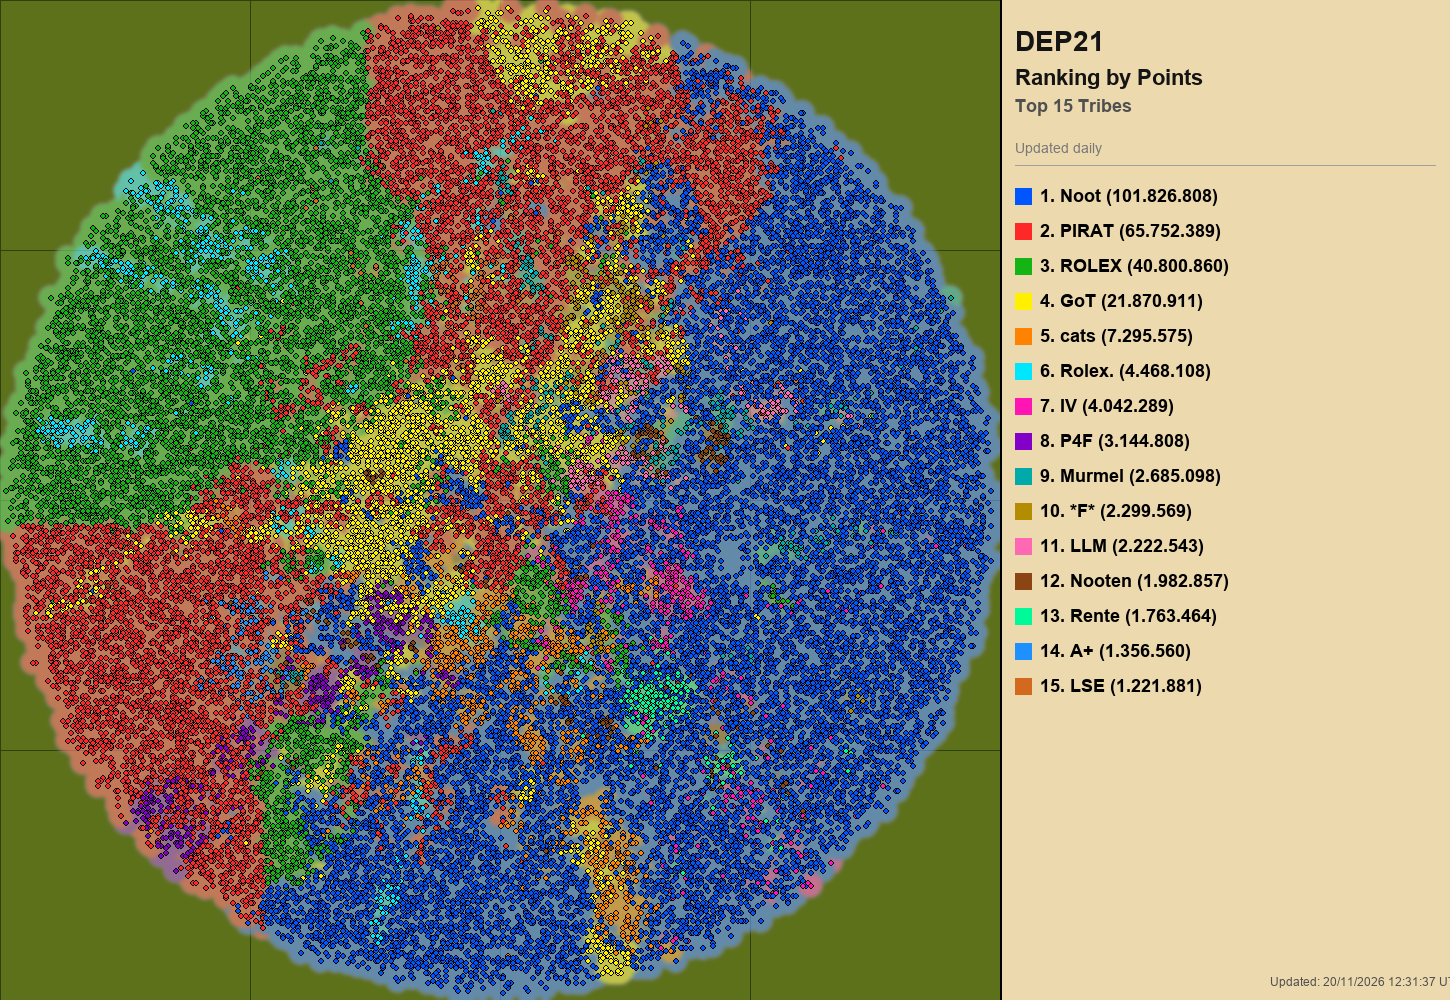 DEP21
Ranking by Points
Top 15 Tribes
Updated daily
1. Noot (101.826.808)
2. PIRAT (65.752.389)
3. ROLEX (40.800.860)
4. GoT (21.870.911)
5. cats (7.295.575)
6. Rolex. (4.468.108)
7. IV (4.042.289)
8. P4F (3.144.808)
9. Murmel (2.685.098)
10. *F* (2.299.569)
11. LLM (2.222.543)
12. Nooten (1.982.857)
13. Rente (1.763.464)
14. A+ (1.356.560)
15. LSE (1.221.881)
Updated: 20/11/2026 12:31:37 U